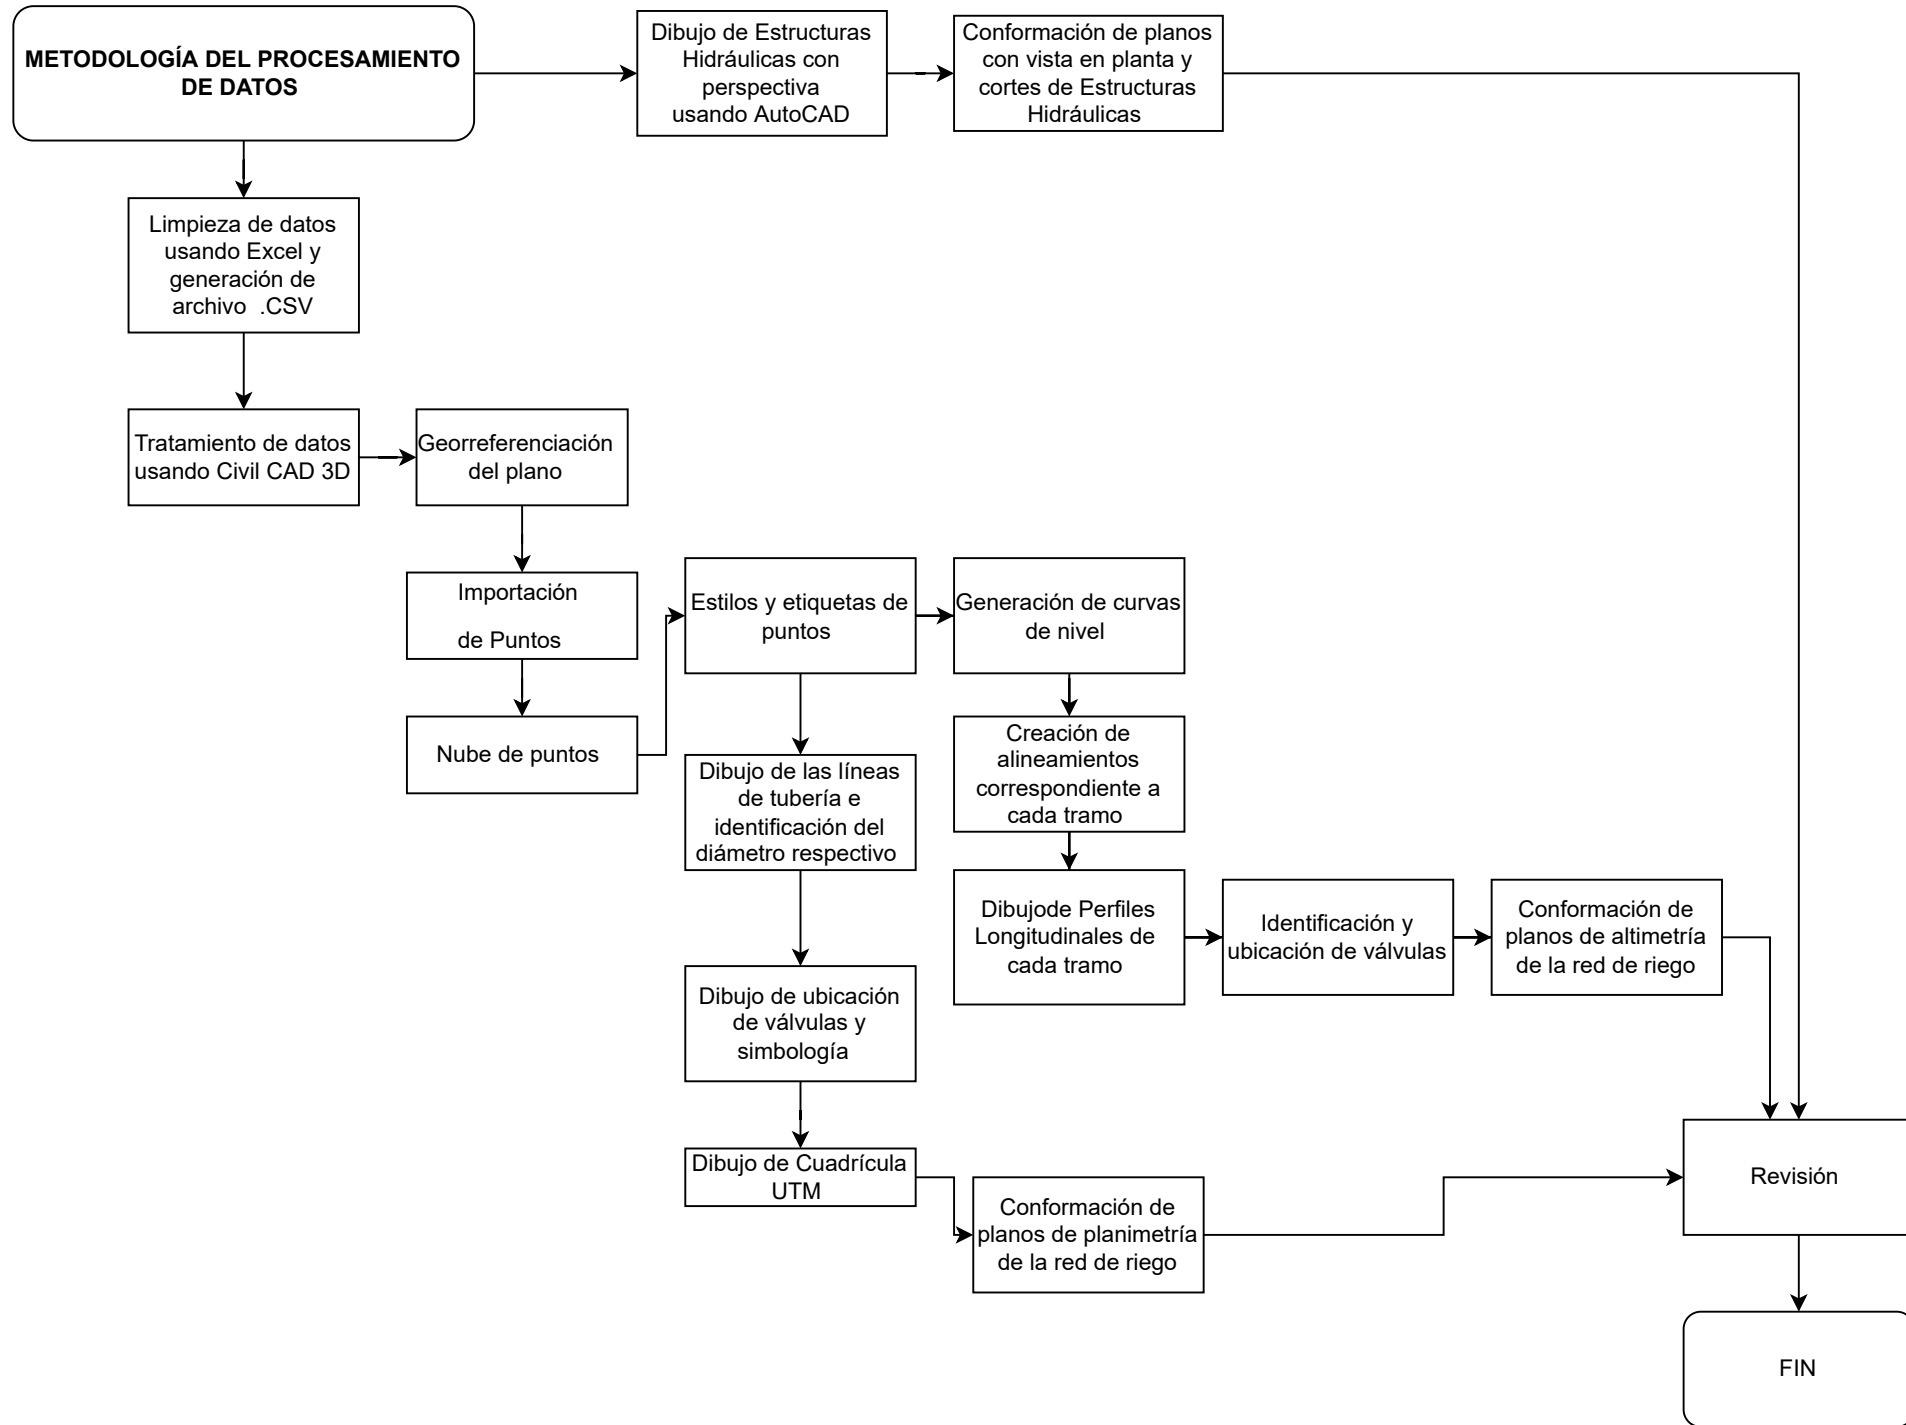 METODOLOGÍA DEL PROCESAMIENTO
DE DATOS
Dibujo de Estructuras
Hidráulicas con
perspectiva
usando AutoCAD
Conformación de planos
con vista en planta y
cortes de Estructuras
Hidráulicas
Limpieza de datos
usando Excel y
generación de
archivo .CSV
Tratamiento de datos
usando Civil CAD 3D
Georreferenciación
del plano
Importación
de Puntos
Nube de puntos
Estilos y etiquetas de
puntos
Generación de curvas
de nivel
Dibujo de las líneas
de tubería e
identificación del
diámetro respectivo
Creación de
alineamientos
correspondiente a
cada tramo
Dibujode Perfiles
Longitudinales de
cada tramo
Identificación y
ubicación de válvulas
Conformación de
planos de altimetría
de la red de riego
Dibujo de ubicación
de válvulas y
simbología
Dibujo de Cuadrícula
UTM
Conformación de
planos de planimetría
de la red de riego
Revisión
FIN